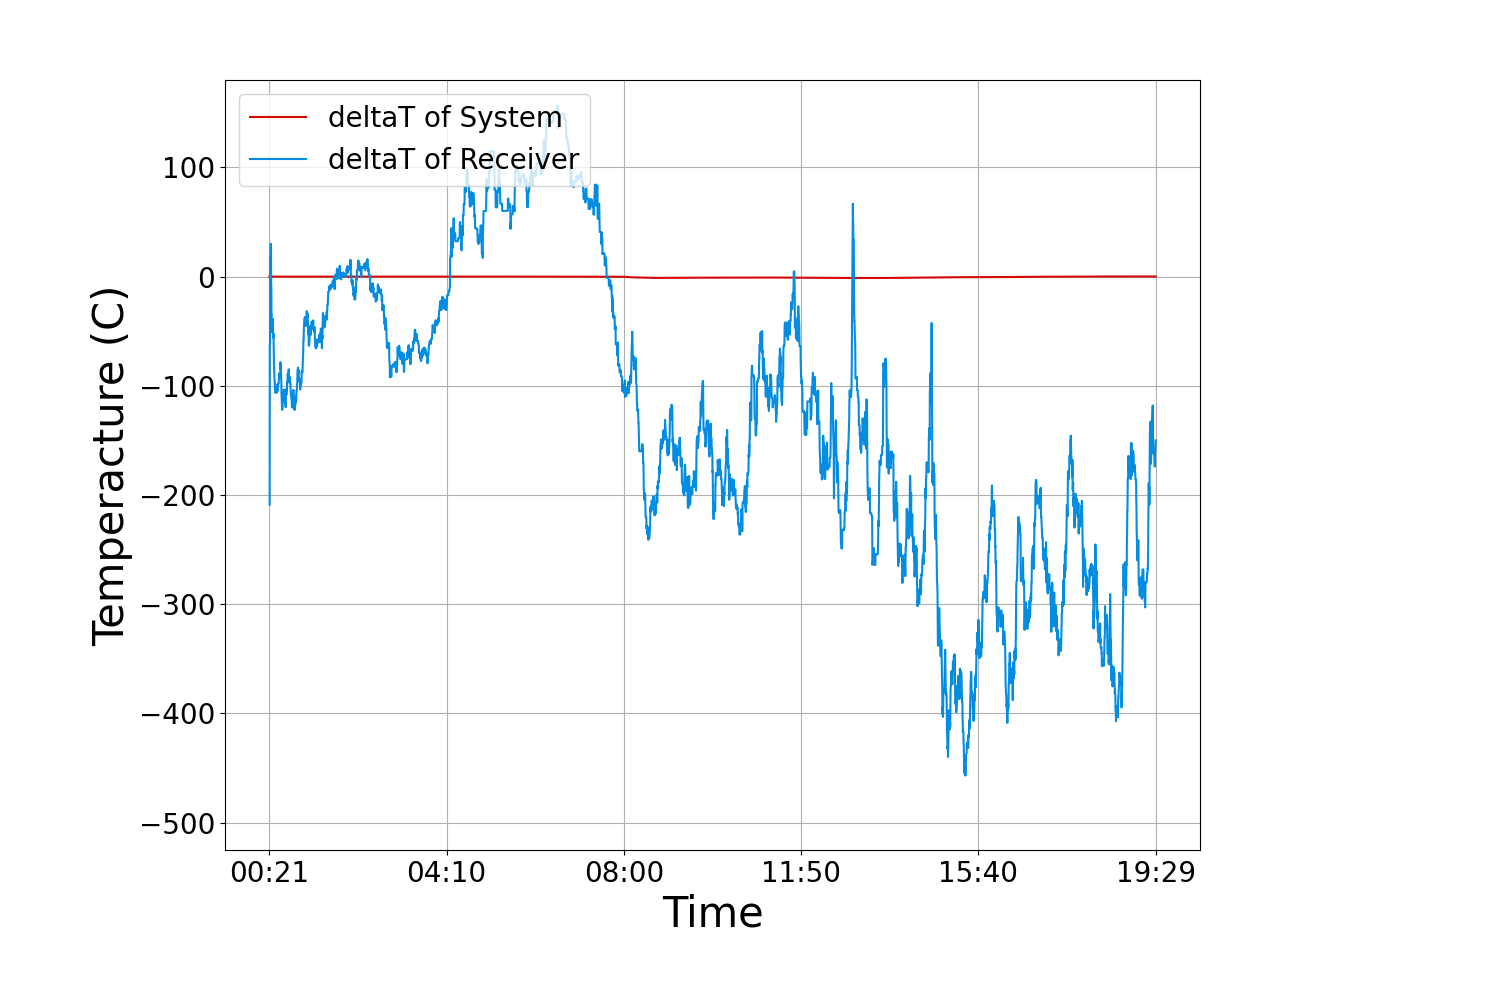 deltaT of System
deltaT of Receiver
100
0
−100
−200
−300
−400
−500
Temperacture (C)
00:21 04:10 08:00 11:50 15:40 19:29
Time